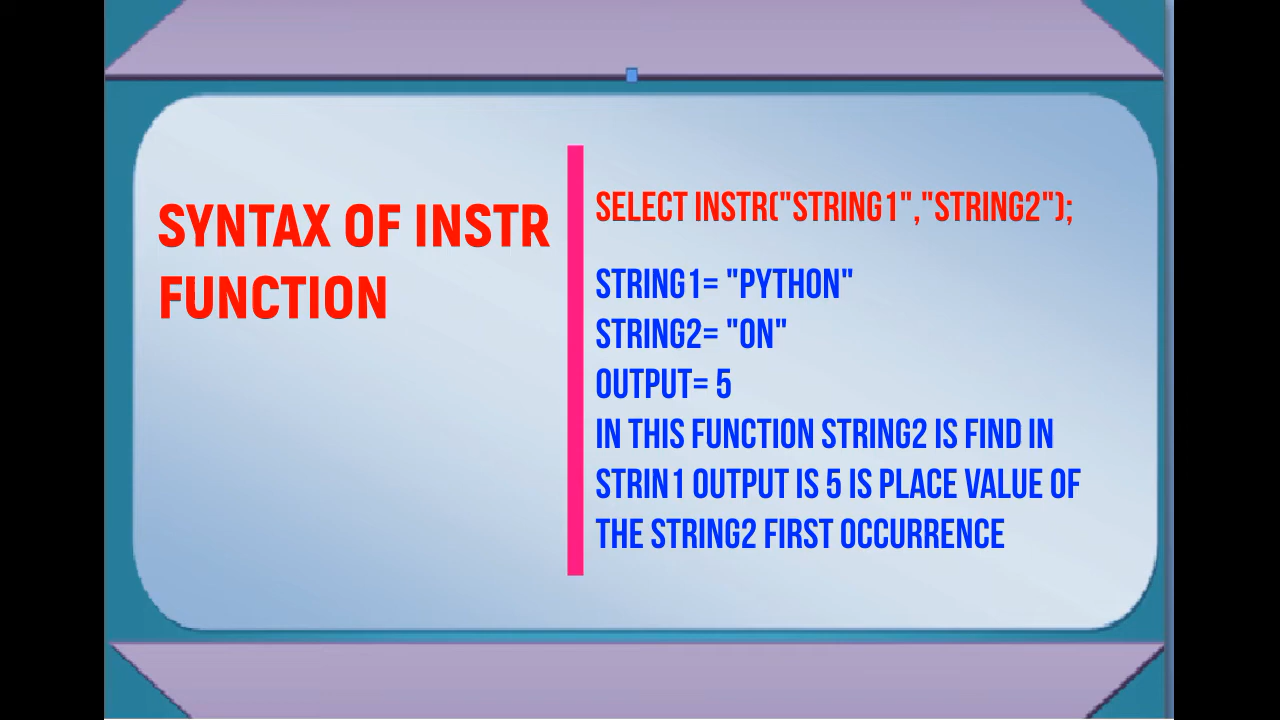 SYNTAX OF INSTR
FUNCTION
SELECT INSTR("STRING1","STRING2");
STRING1= "PYTHON"
STRING2= "ON"
OUTPUT= 5
IN THIS FUNCTION STRING2 IS FIND IN
STRIN1 OUTPUT IS 5 IS PLACE VALUE OF
THE STRING2 FIRST OCCURRENCE